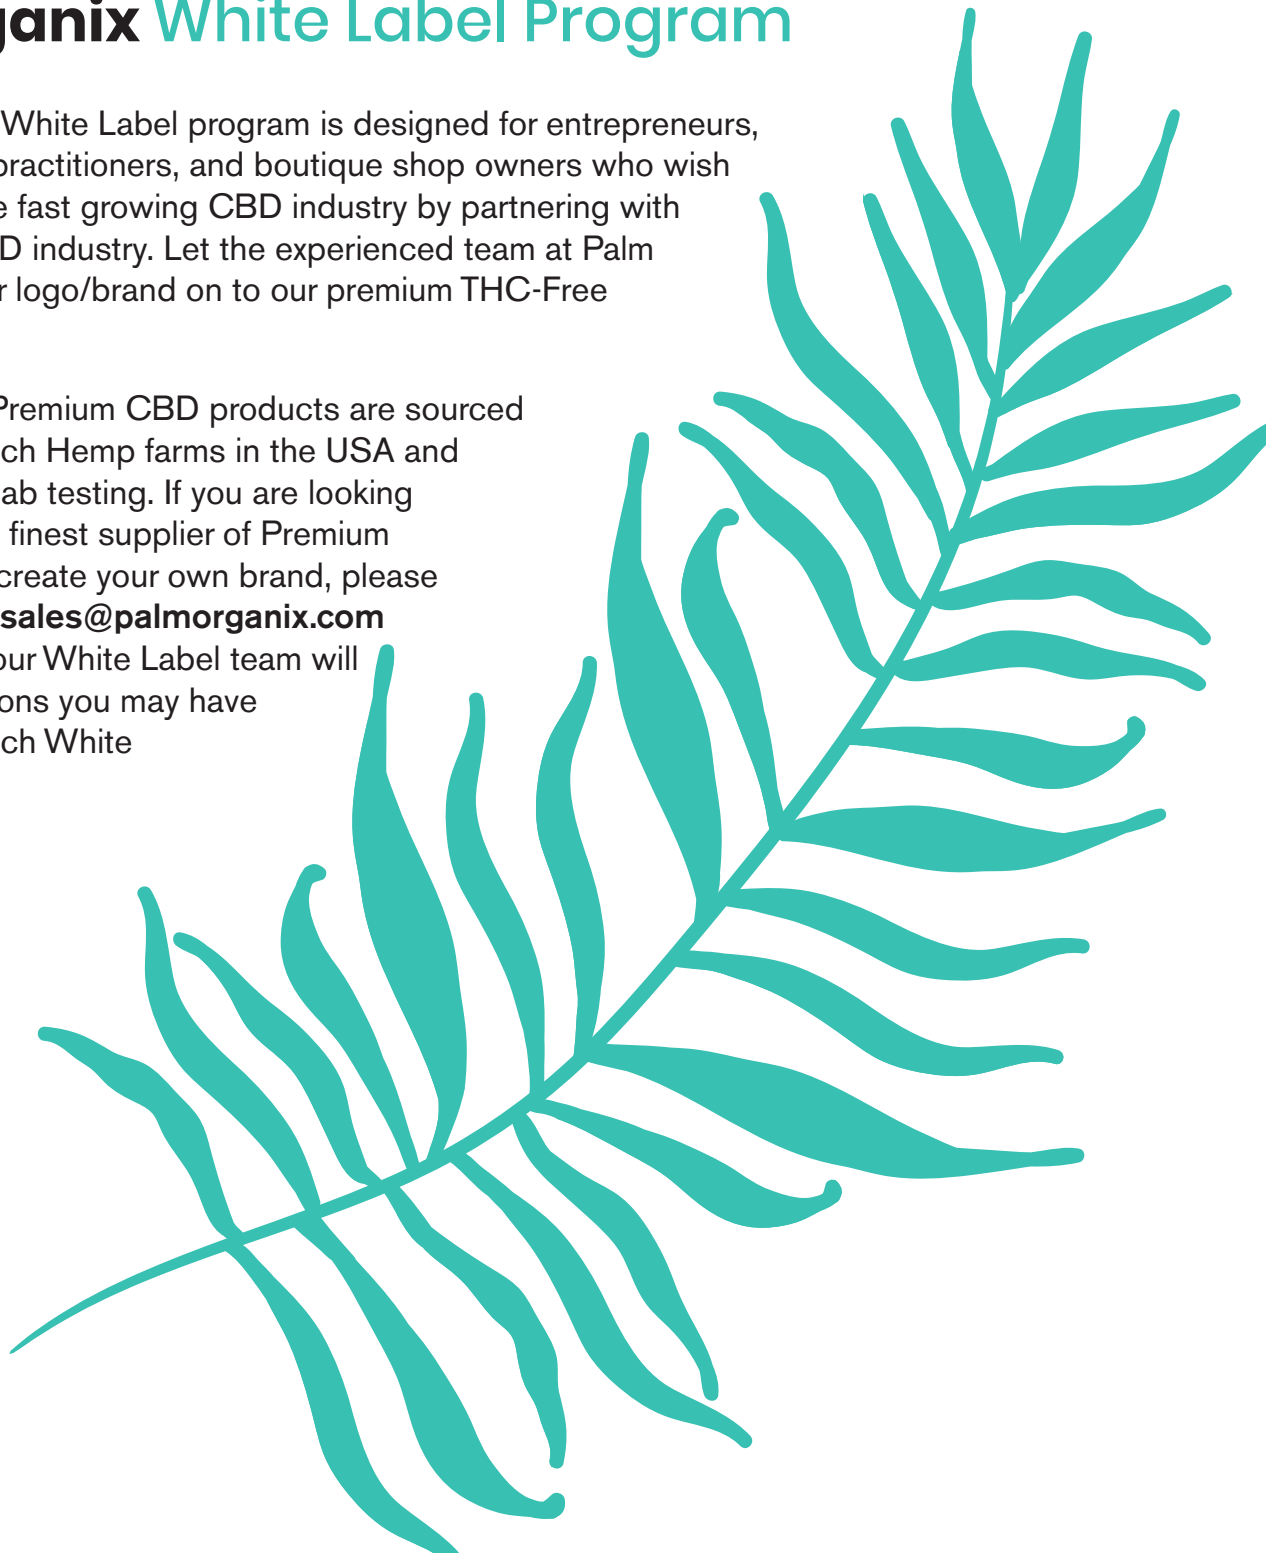 ganix White Label Program
White Label program is designed for entrepreneurs,
practitioners, and boutique shop owners who wish
e fast growing CBD industry by partnering with
D industry. Let the experienced team at Palm
r logo/brand on to our premium THC-Free
Premium CBD products are sourced
ch Hemp farms in the USA and
ab testing. If you are looking
finest supplier of Premium
create your own brand, please
sales@palmorganix.com
our White Label team will
ons you may have
ch White